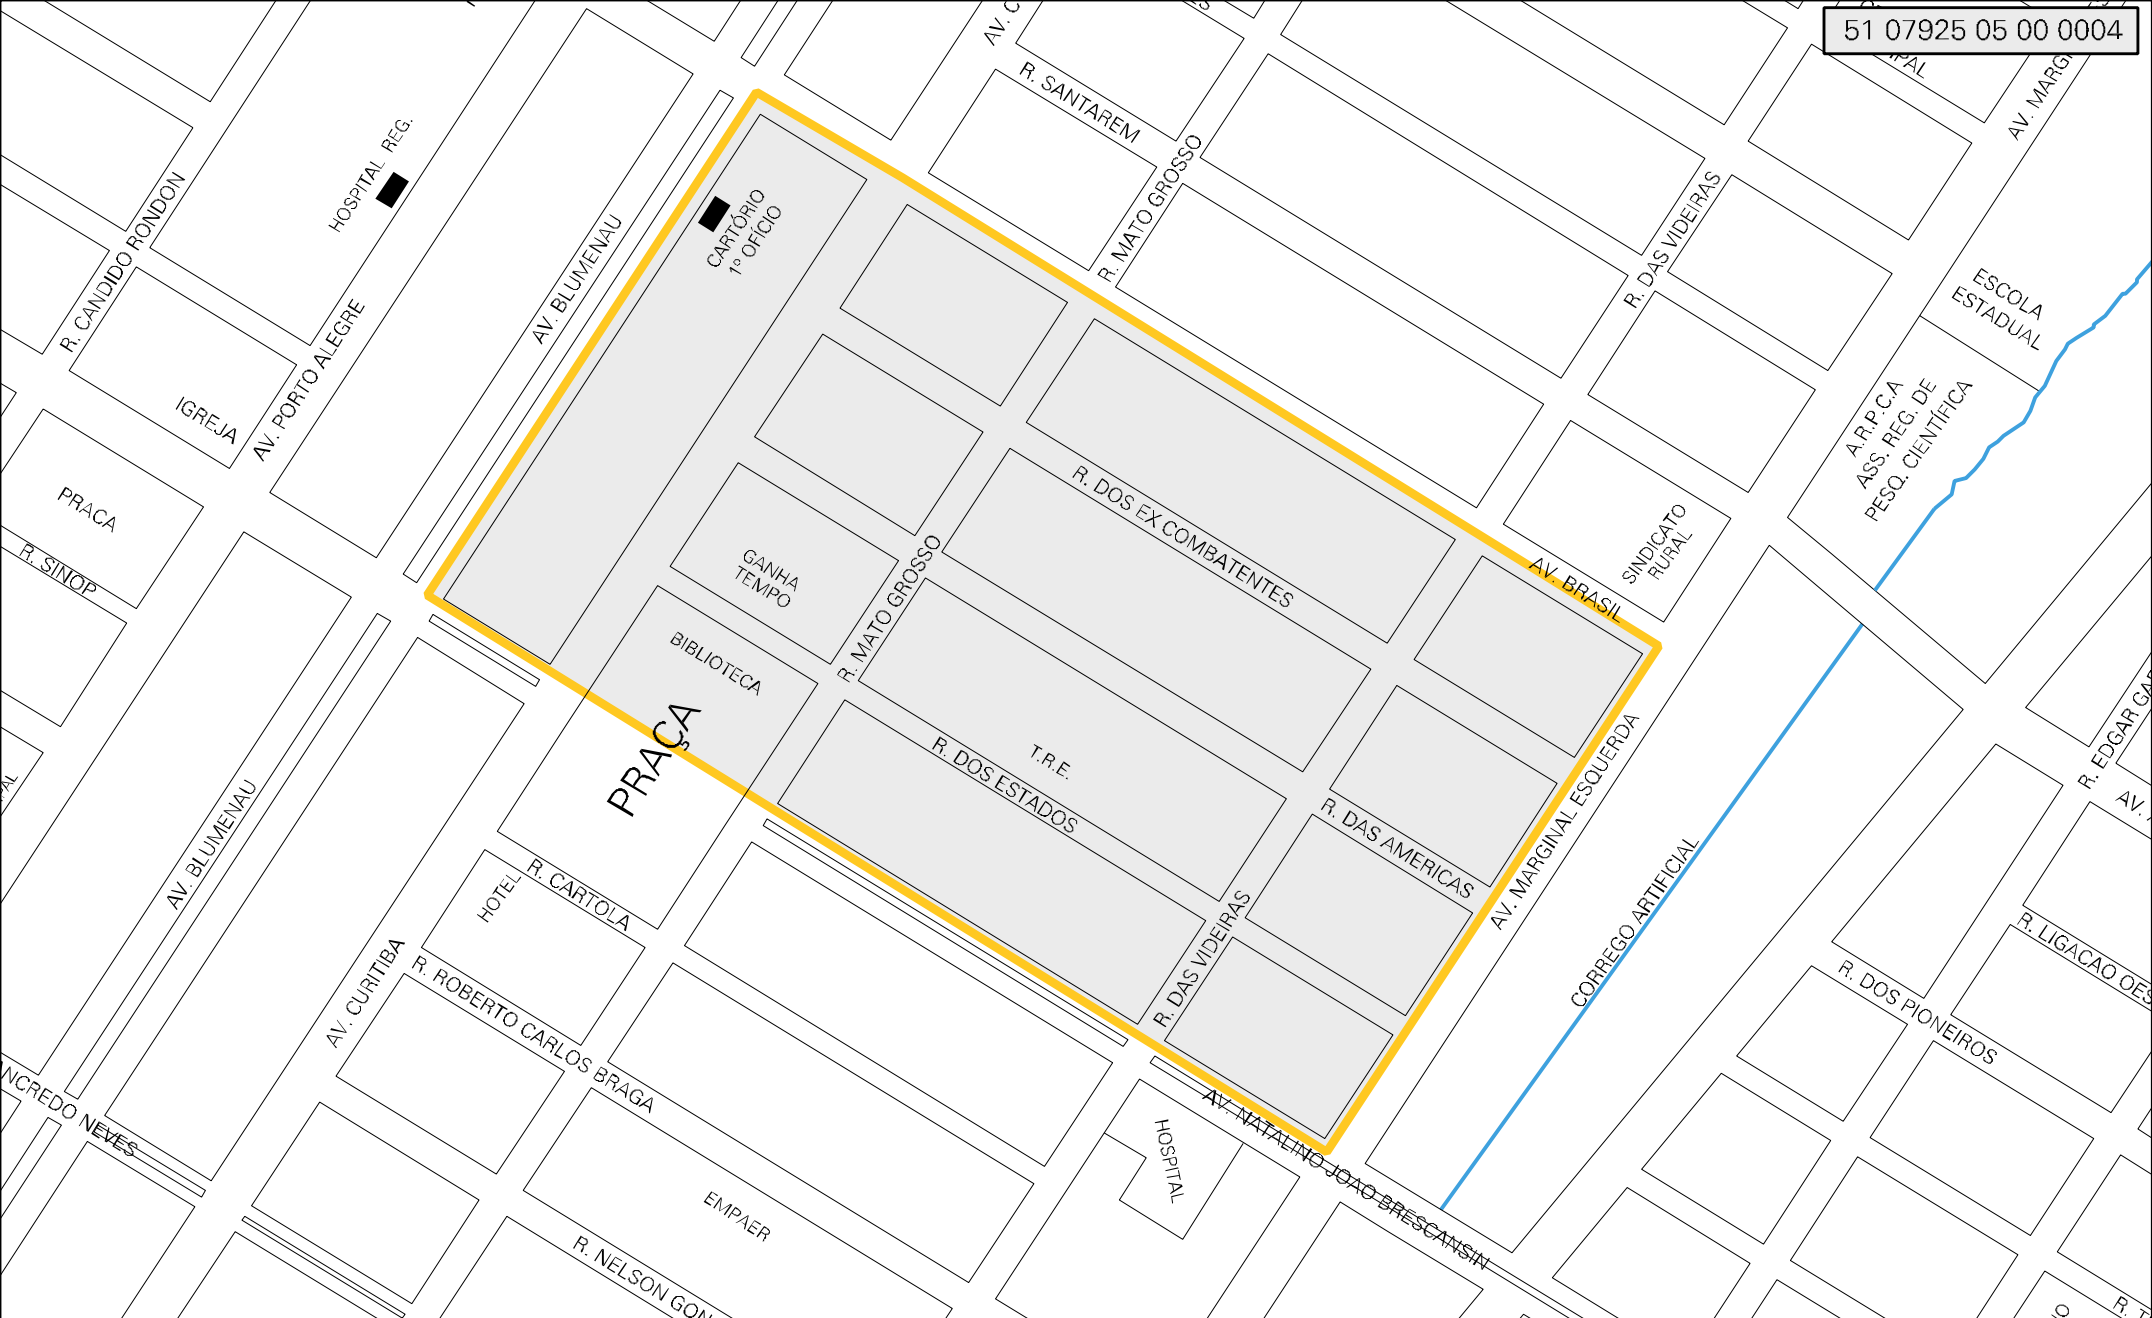 51 07925 05 00 0004
R. SANTAREM
R. MATO GROSSO
R. DAS VIDEIRAS
HOSPITAL REG.
R. CANDIDO RONDON
AV. PORTO ALEGRE
AV. BLUMENAU
CARTÓRIO
1º OFÍCIO
ESCOLA
ESTADUAL
A.R.P.C.A
ASS. REG. DE
PESQ. CIENTÍFICA
IGREJA
PRACA
R. SINOP
R. DOS EX COMBATENTES
SINDICATO
RURAL
AV. BRASIL
GANHA
TEMPO
R. MATO GROSSO
BIBLIOTECA
PRAÇA
T.R.E.
R. DOS ESTADOS
R. DAS AMERICAS
AV. MARGINAL ESQUERDA
R. DAS VIDEIRAS
CORREGO ARTIFICIAL
AV. BLUMENAU
HOTEL
R. CARTOLA
AV. CURITIBA
R. ROBERTO CARLOS BRAGA
R. DOS PIONEIROS
R. LIGACAO OES
R. EDGAR GAR
NCREDO NEVES
AV. NATALINO JOAO BRESCANSIN
HOSPITAL
EMPAER
R. NELSON GON